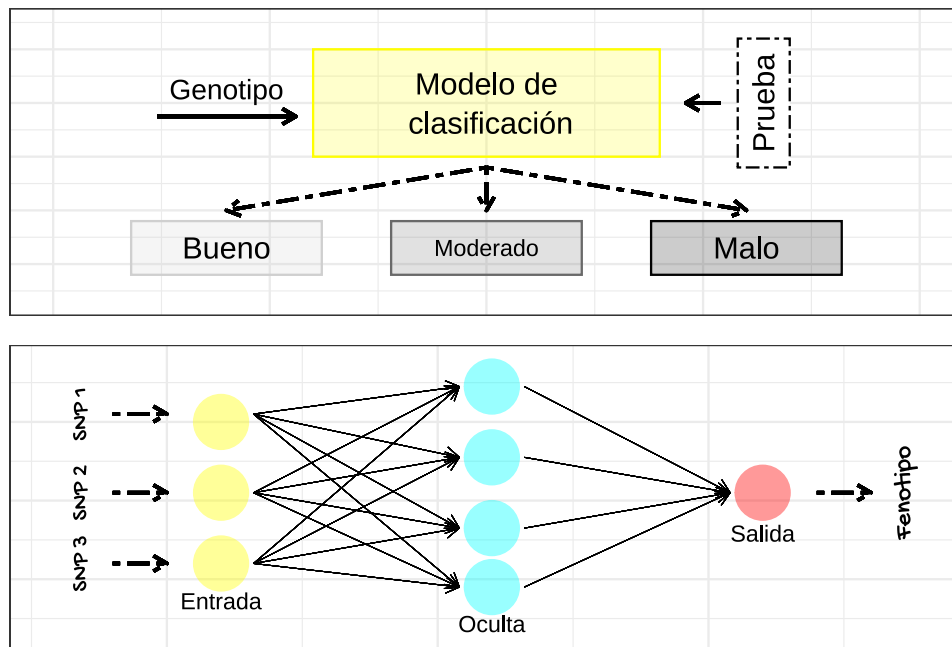 Genotipo
Modelo de
clasificación
Prueba
Bueno
Moderado
Malo
SNP 1
SNP 2
SNP 3
Entrada
Oculta
Salida
Fenotipo